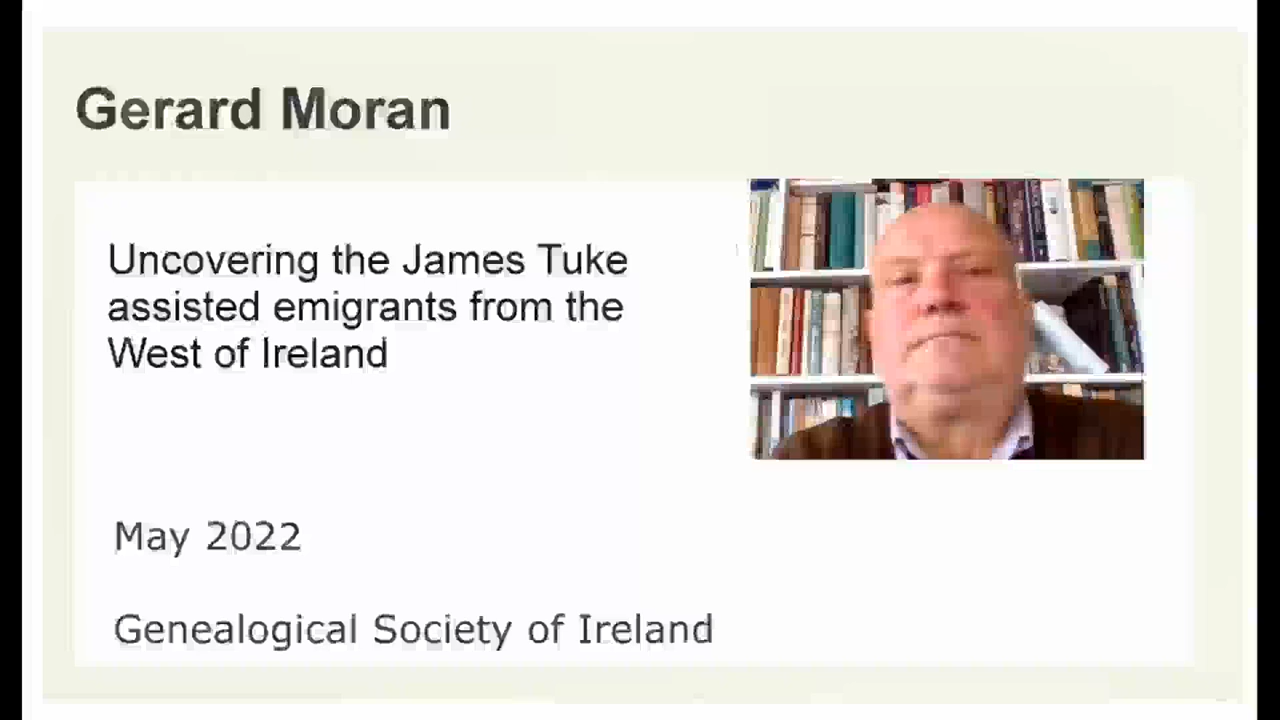 Gerard Moran
Uncovering the James Tuke
assisted emigrants from the
West of Ireland
May 2022
Genealogical Society of Ireland